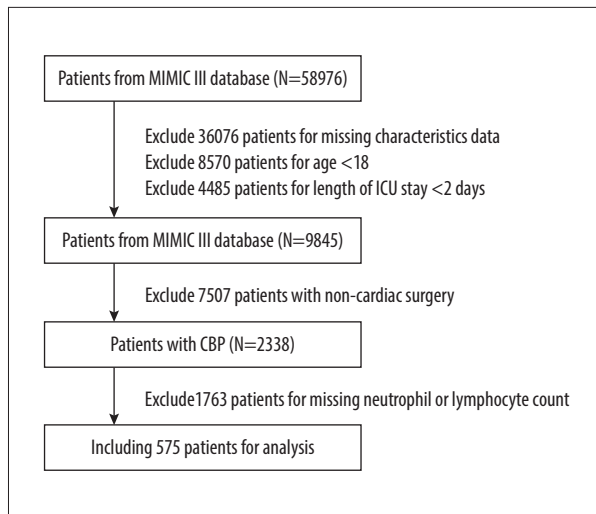 Patients from MIMIC III database (N=58976)
Exclude 36076 patients for missing characteristics data
Exclude 8570 patients for age <18
Exclude 4485 patients for length of ICU stay <2 days
Patients from MIMIC III database (N=9845)
Exclude 7507 patients with non-cardiac surgery
Patients with CBP (N=2338)
Exclude1763 patients for missing neutrophil or lymphocyte count
Including 575 patients for analysis